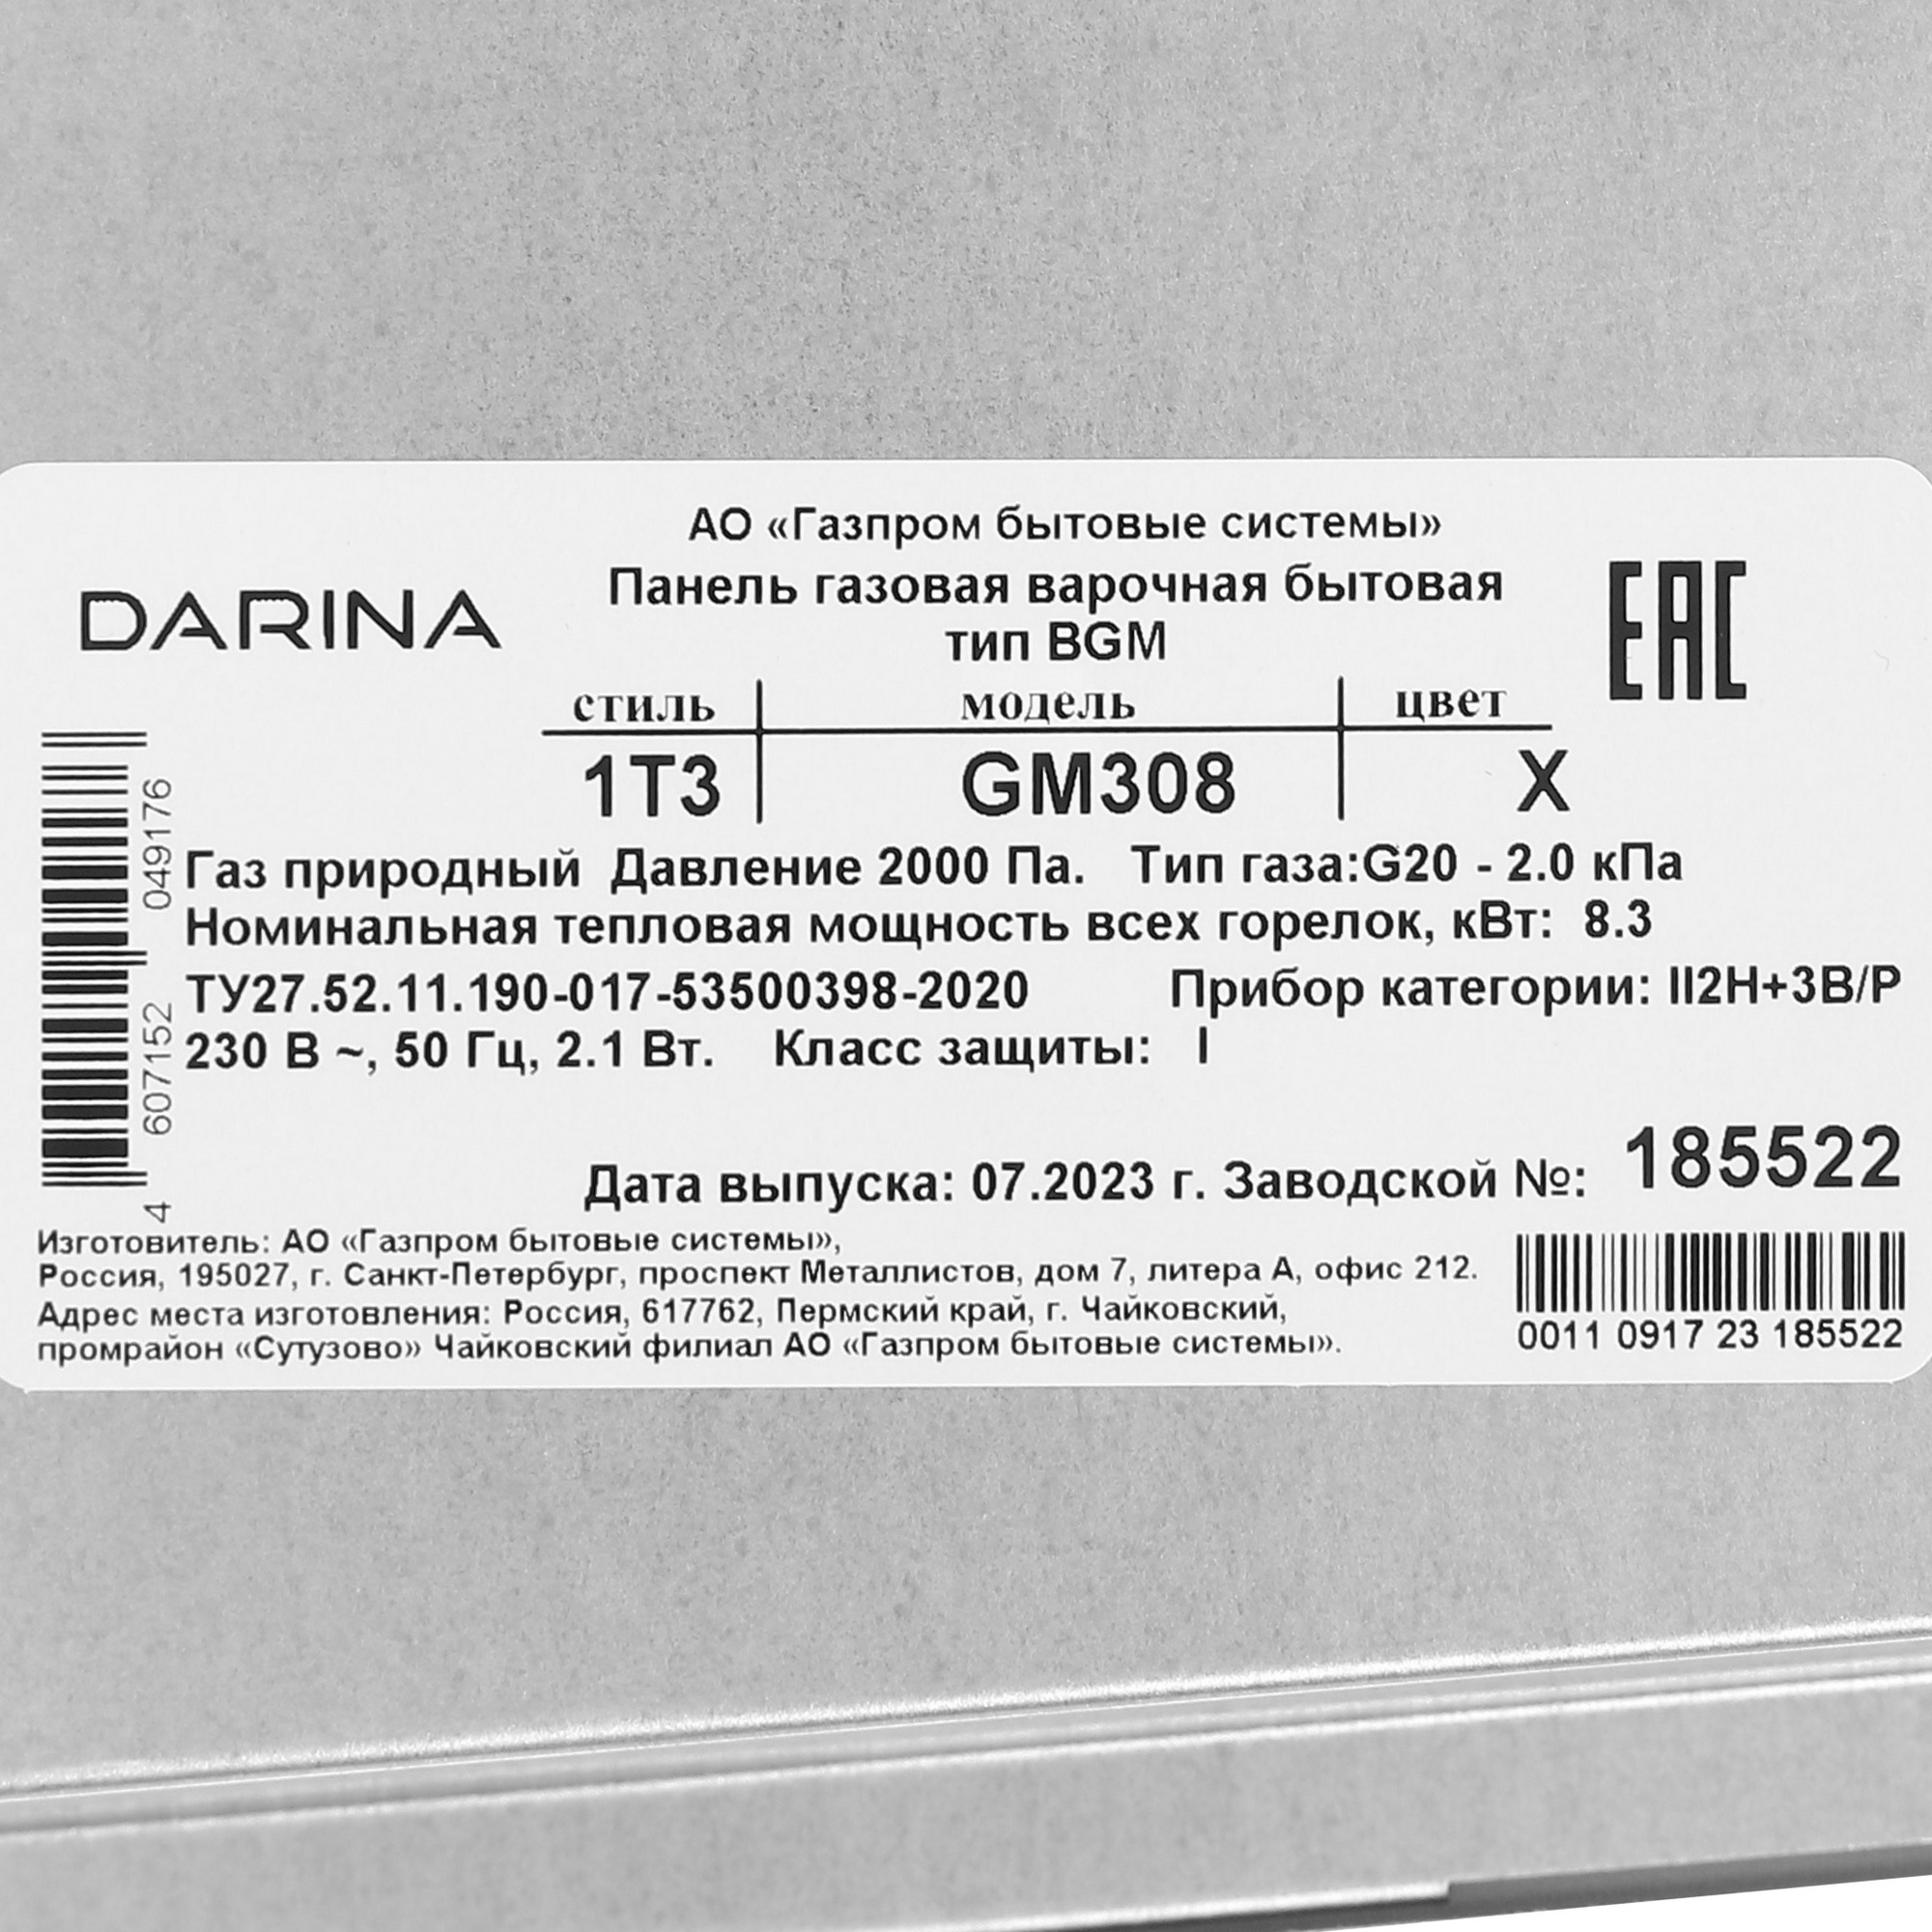 АО «Газпром бытовые системы»
DARINA
Панель газовая варочная бытовая
тип BGM
EAC
стиль модель цвет
1T3 GM308 X
Газ природный Давление 2000 Па. Тип газа:G20 - 2.0 кПа
Номинальная тепловая мощность всех горелок, кВт: 8.3
ТУ27.52.11.190-017-53500398-2020 Прибор категории: II2H+3B/P
230 В ~, 50 Гц, 2.1 Вт. Класс защиты: I
4 607152 049176
Дата выпуска: 07.2023 г. Заводской №: 185522
Изготовитель: АО «Газпром бытовые системы»,
Россия, 195027, г. Санкт-Петербург, проспект Металлистов, дом 7, литера А, офис 212.
Адрес места изготовления: Россия, 617762, Пермский край, г. Чайковский,
промрайон «Сутузово» Чайковский филиал АО «Газпром бытовые системы».
0011 0917 23 185522